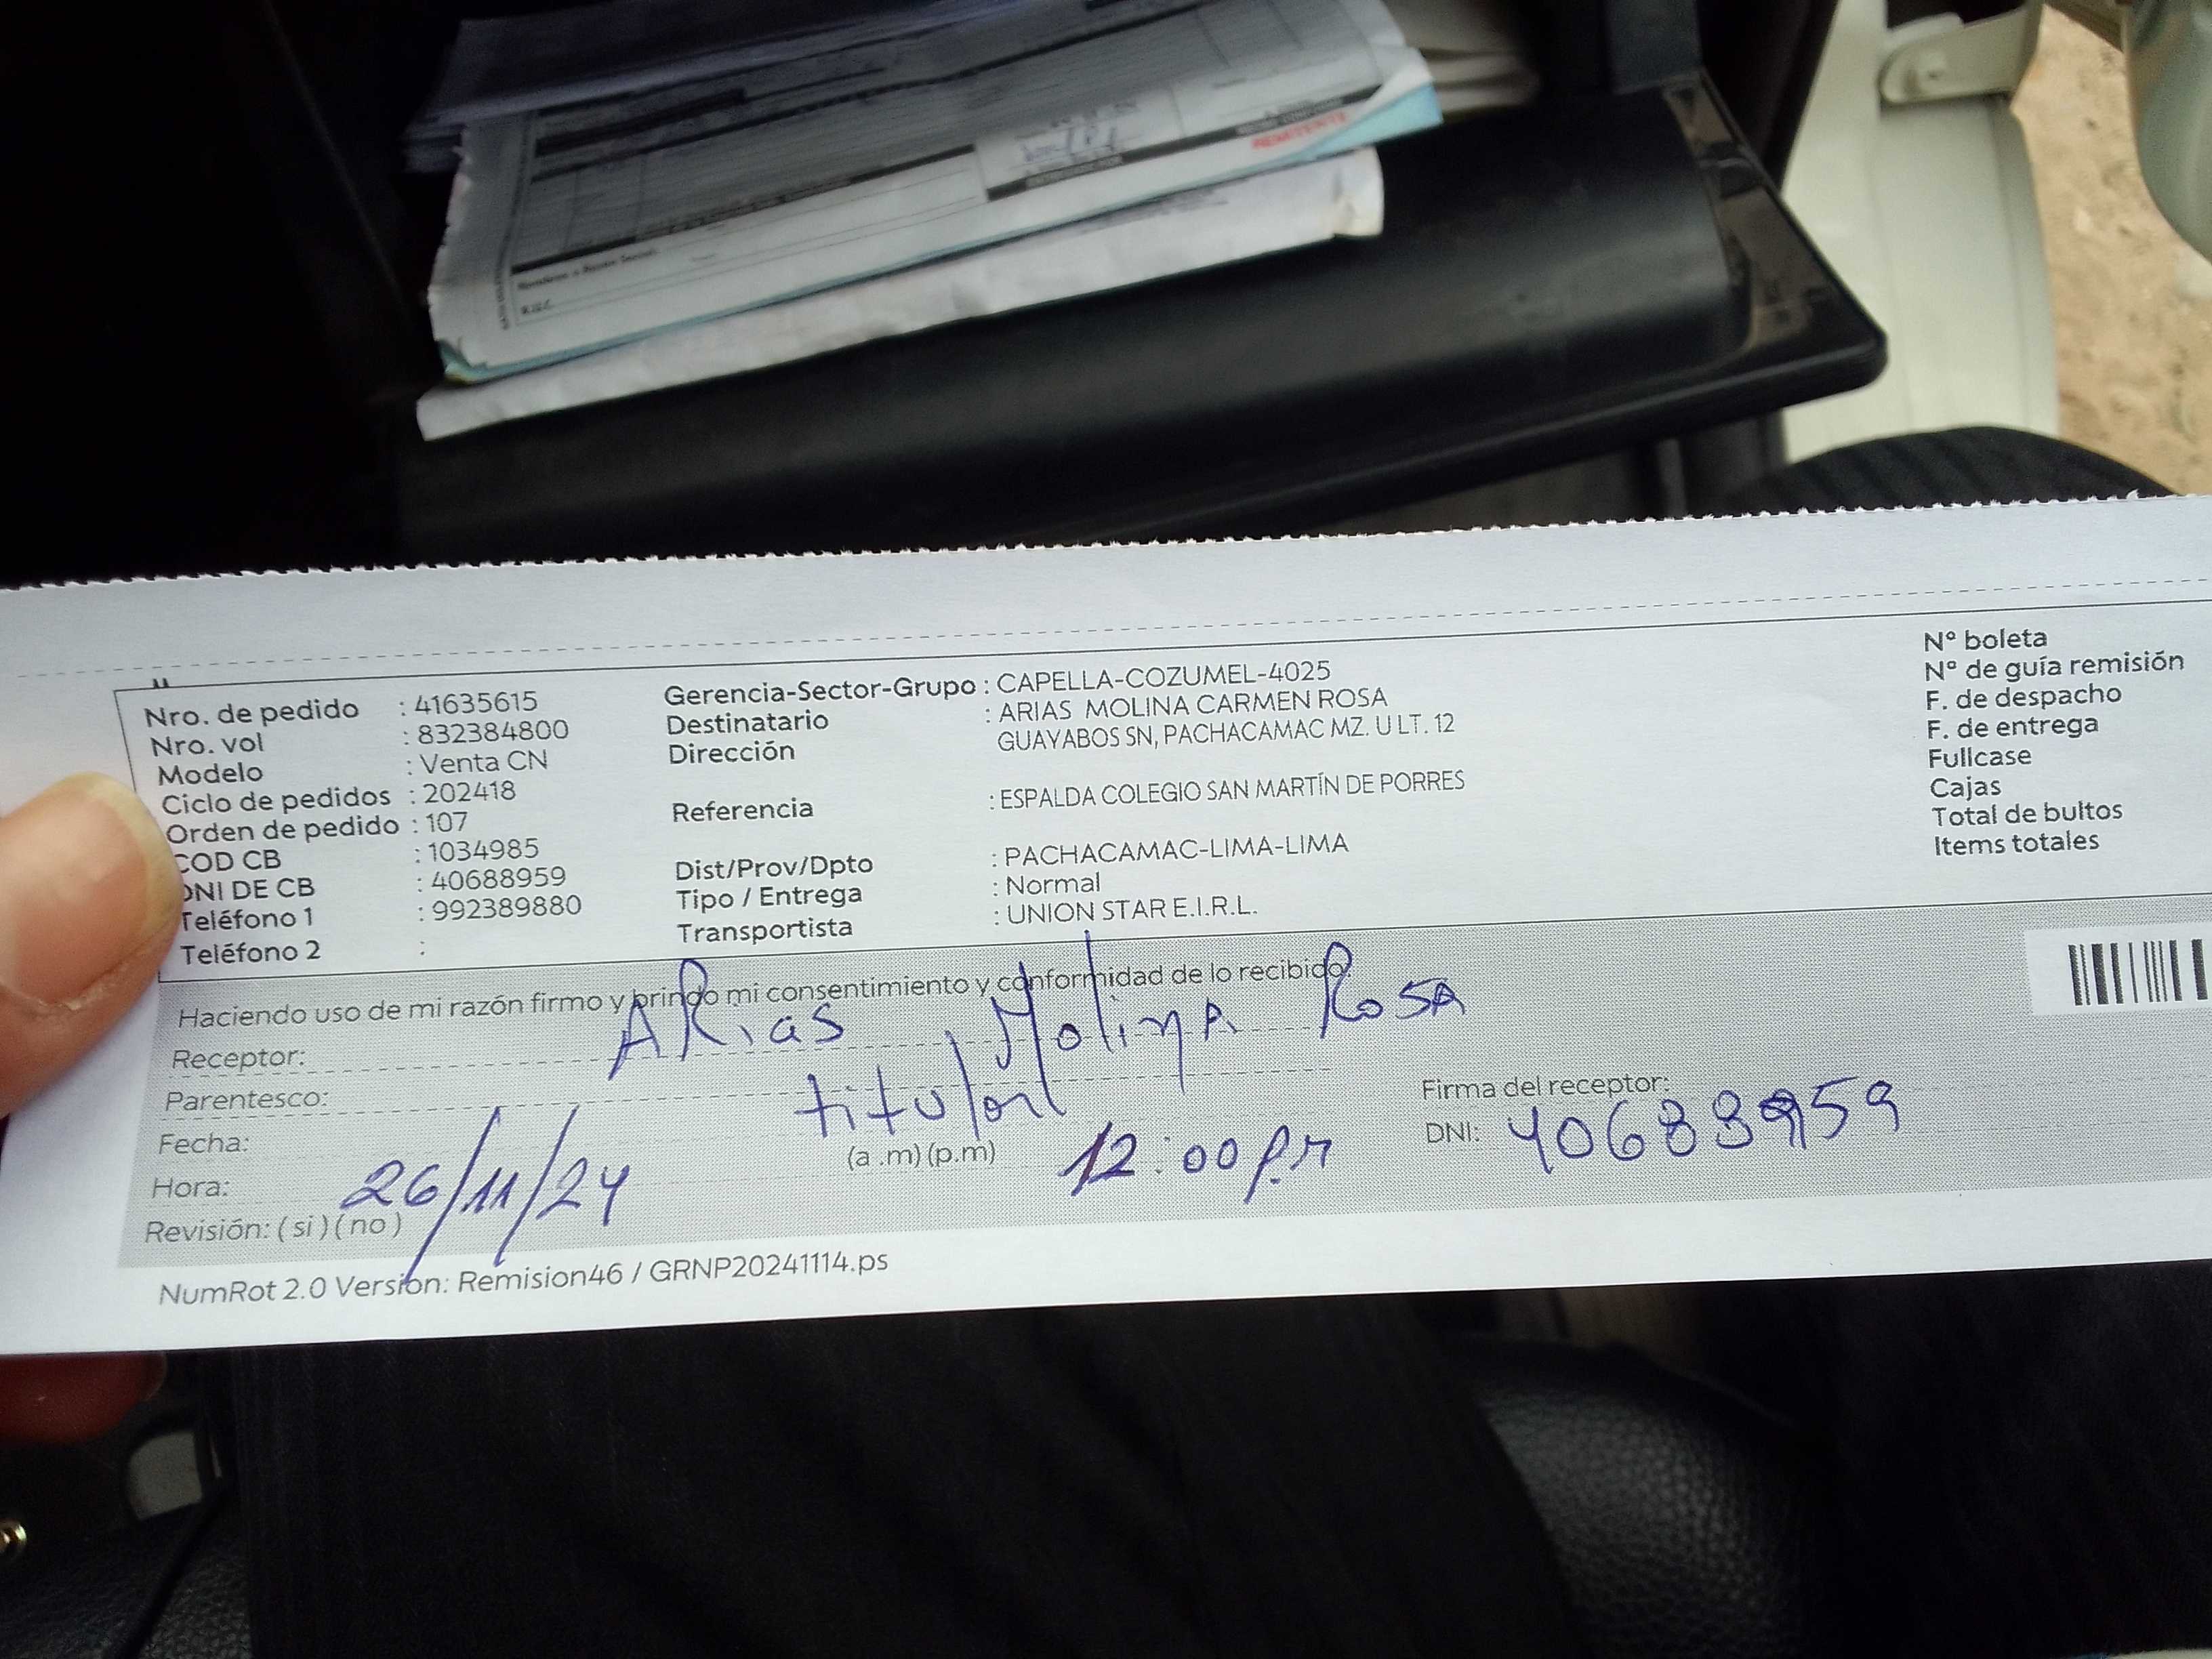 REMITENTE
Nro. de pedido : 41635615
Nro. vol : 832384800
Modelo : Venta CN
Ciclo de pedidos : 202418
Orden de pedido : 107
COD CB : 1034985
DNI DE CB : 40688959
Teléfono 1 : 992389880
Teléfono 2 :
Gerencia-Sector-Grupo : CAPELLA-COZUMEL-4025
Destinatario : ARIAS MOLINA CARMEN ROSA
Dirección GUAYABOS SN, PACHACAMAC MZ. U LT. 12
Referencia : ESPALDA COLEGIO SAN MARTÍN DE PORRES
Dist/Prov/Dpto : PACHACAMAC-LIMA-LIMA
Tipo / Entrega : Normal
Transportista : UNION STAR E.I.R.L.
N° boleta
N° de guía remisión
F. de despacho
F. de entrega
Fullcase
Cajas
Total de bultos
Items totales
Haciendo uso de mi razón firmo y brindo mi consentimiento y conformidad de lo recibido.
Receptor: ARias Molina Rosa
Parentesco: titular
Fecha: 26/11/24
Hora: (a .m) (p.m) 12:00 p.m
Revisión: ( si ) ( no )
Firma del receptor:
DNI: 40688959
NumRot 2.0 Version: Remision46 / GRNP20241114.ps